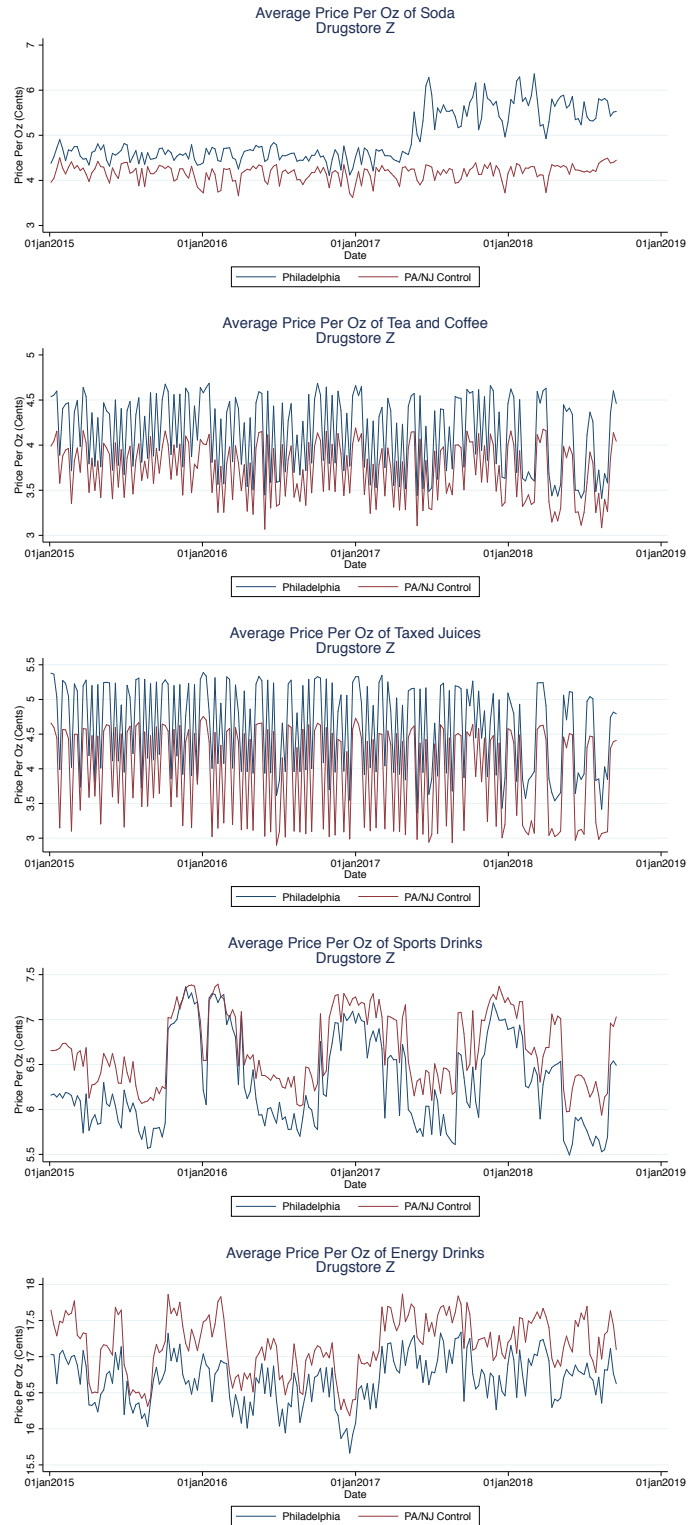 Average Price Per Oz of Soda
Drugstore Z
Price Per Oz (Cents)
7
6
5
4
3
01jan2015 01jan2016 01jan2017 01jan2018 01jan2019
Date
Philadelphia PA/NJ Control
Average Price Per Oz of Tea and Coffee
Drugstore Z
Price Per Oz (Cents)
5
4.5
4
3.5
3
01jan2015 01jan2016 01jan2017 01jan2018 01jan2019
Date
Philadelphia PA/NJ Control
Average Price Per Oz of Taxed Juices
Drugstore Z
Price Per Oz (Cents)
5.5
5
4.5
4
3.5
3
01jan2015 01jan2016 01jan2017 01jan2018 01jan2019
Date
Philadelphia PA/NJ Control
Average Price Per Oz of Sports Drinks
Drugstore Z
Price Per Oz (Cents)
7.5
7
6.5
6
5.5
01jan2015 01jan2016 01jan2017 01jan2018 01jan2019
Date
Philadelphia PA/NJ Control
Average Price Per Oz of Energy Drinks
Drugstore Z
Price Per Oz (Cents)
18
17.5
17
16.5
16
15.5
01jan2015 01jan2016 01jan2017 01jan2018 01jan2019
Date
Philadelphia PA/NJ Control